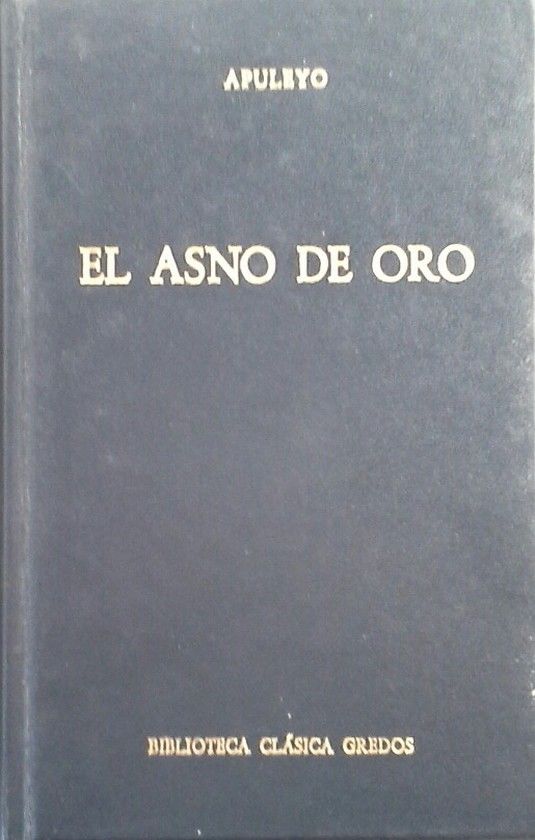 APULEYO
EL ASNO DE ORO
BIBLIOTECA CLÁSICA GREDOS